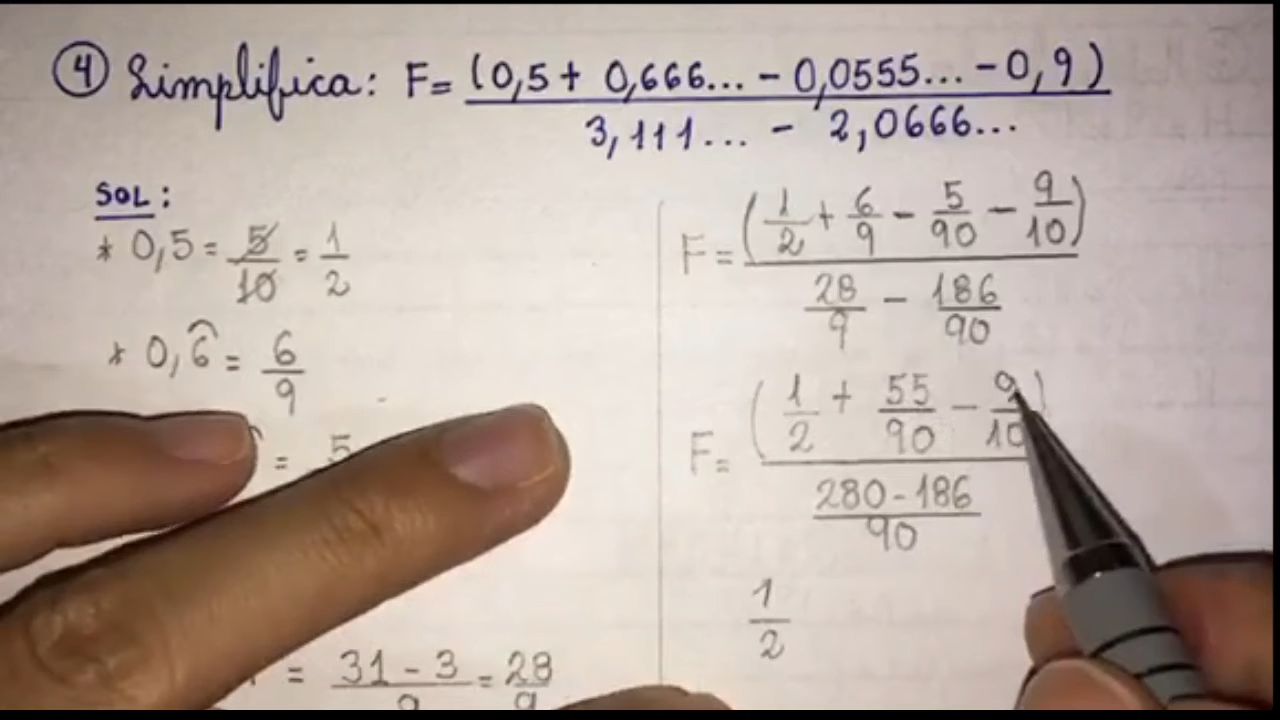 ④ Simplifica: F = (0,5 + 0,666... - 0,0555... - 0,9) / 3,111... - 2,0666...
SOL:
* 0,5 = 5/10 = 1/2
* 0,6̑ = 6/9
= 5
= 31 - 3 / 9 = 28/9
F = (1/2 + 6/9 - 5/90 - 9/10) / 28/9 - 186/90
F = (1/2 + 55/90 - 9/10) / 280 - 186 / 90
1/2